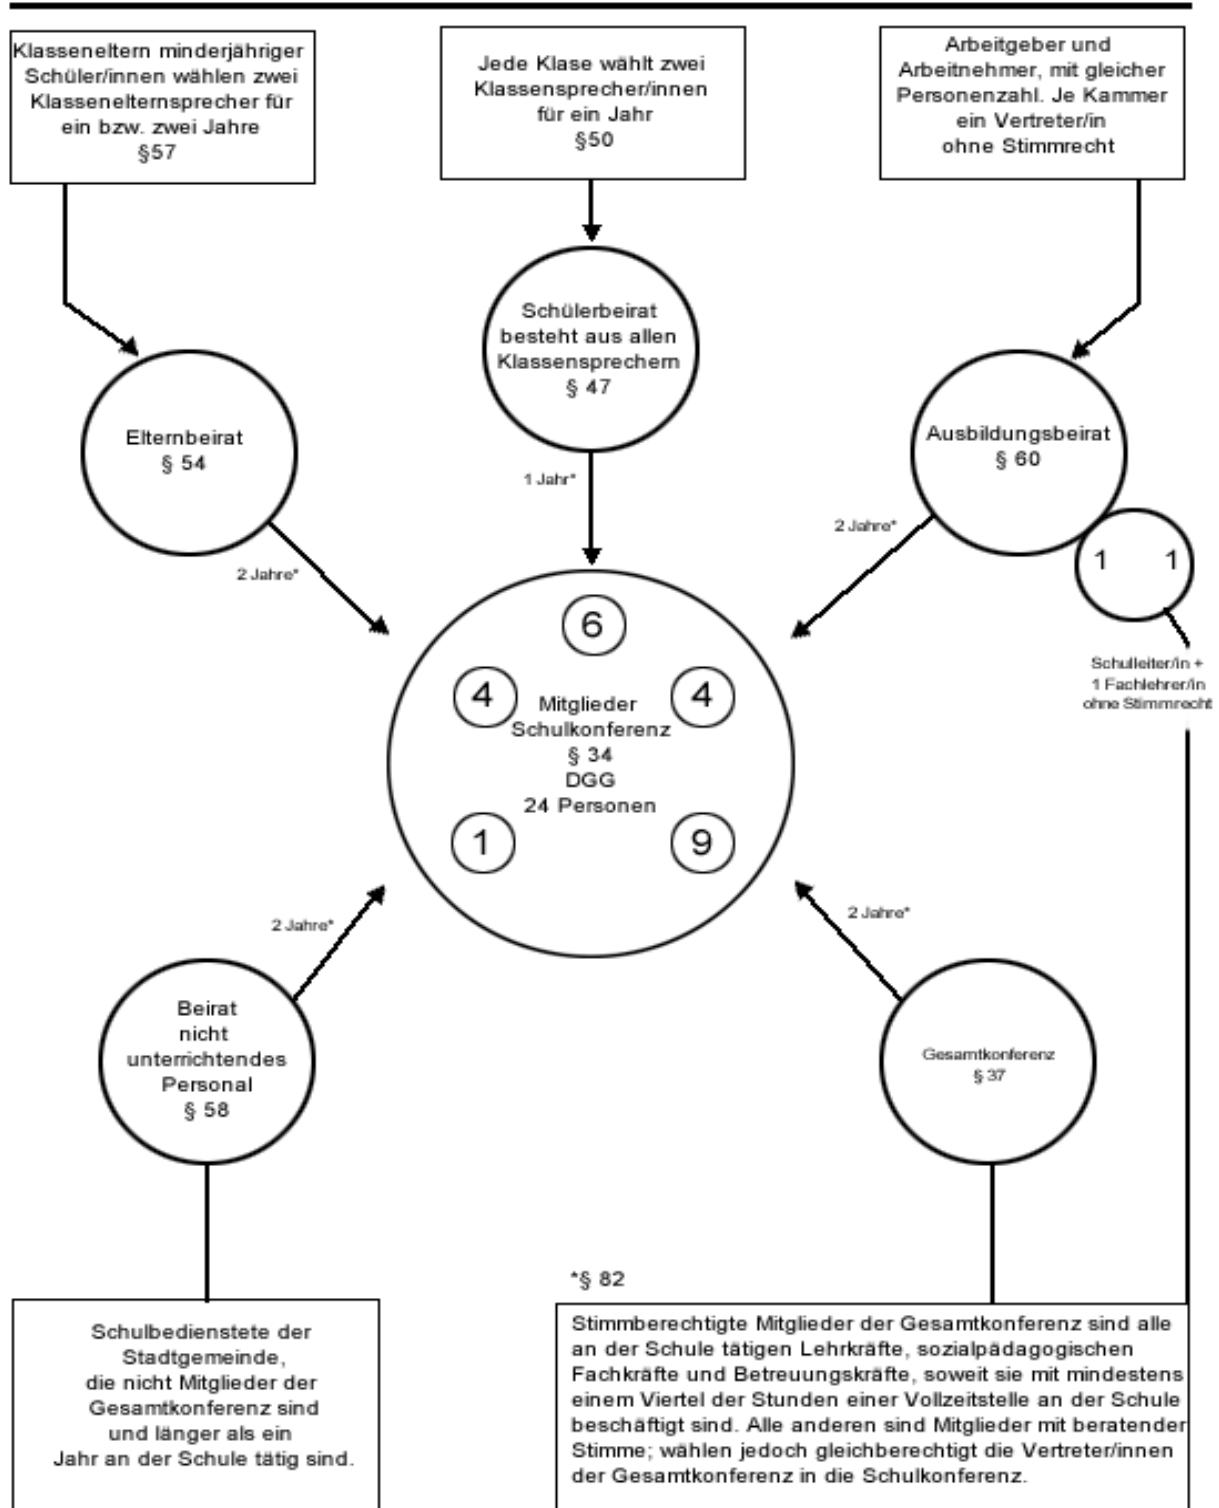 Klasseneltern minderjähriger
Schüler/innen wählen zwei
Klassenelternsprecher für
ein bzw. zwei Jahre
§57
Jede Klase wählt zwei
Klassensprecher/innen
für ein Jahr
§50
Arbeitgeber und
Arbeitnehmer, mit gleicher
Personenzahl. Je Kammer
ein Vertreter/in
ohne Stimmrecht
Schülerbeirat
besteht aus allen
Klassensprechern
§ 47
Elternbeirat
§ 54
Ausbildungsbeirat
§ 60
1 Jahr*
2 Jahre*
2 Jahre*
1 1
Schulleiter/in +
1 Fachlehrer/in
ohne Stimmrecht
6
4
4
Mitglieder
Schulkonferenz
§ 34
DGG
24 Personen
1
9
2 Jahre*
2 Jahre*
Beirat
nicht
unterrichtendes
Personal
§ 58
Gesamtkonferenz
§ 37
*§ 82
Schulbedienstete der
Stadtgemeinde,
die nicht Mitglieder der
Gesamtkonferenz sind
und länger als ein
Jahr an der Schule tätig sind.
Stimmberechtigte Mitglieder der Gesamtkonferenz sind alle
an der Schule tätigen Lehrkräfte, sozialpädagogischen
Fachkräfte und Betreuungskräfte, soweit sie mit mindestens
einem Viertel der Stunden einer Vollzeitstelle an der Schule
beschäftigt sind. Alle anderen sind Mitglieder mit beratender
Stimme; wählen jedoch gleichberechtigt die Vertreter/innen
der Gesamtkonferenz in die Schulkonferenz.